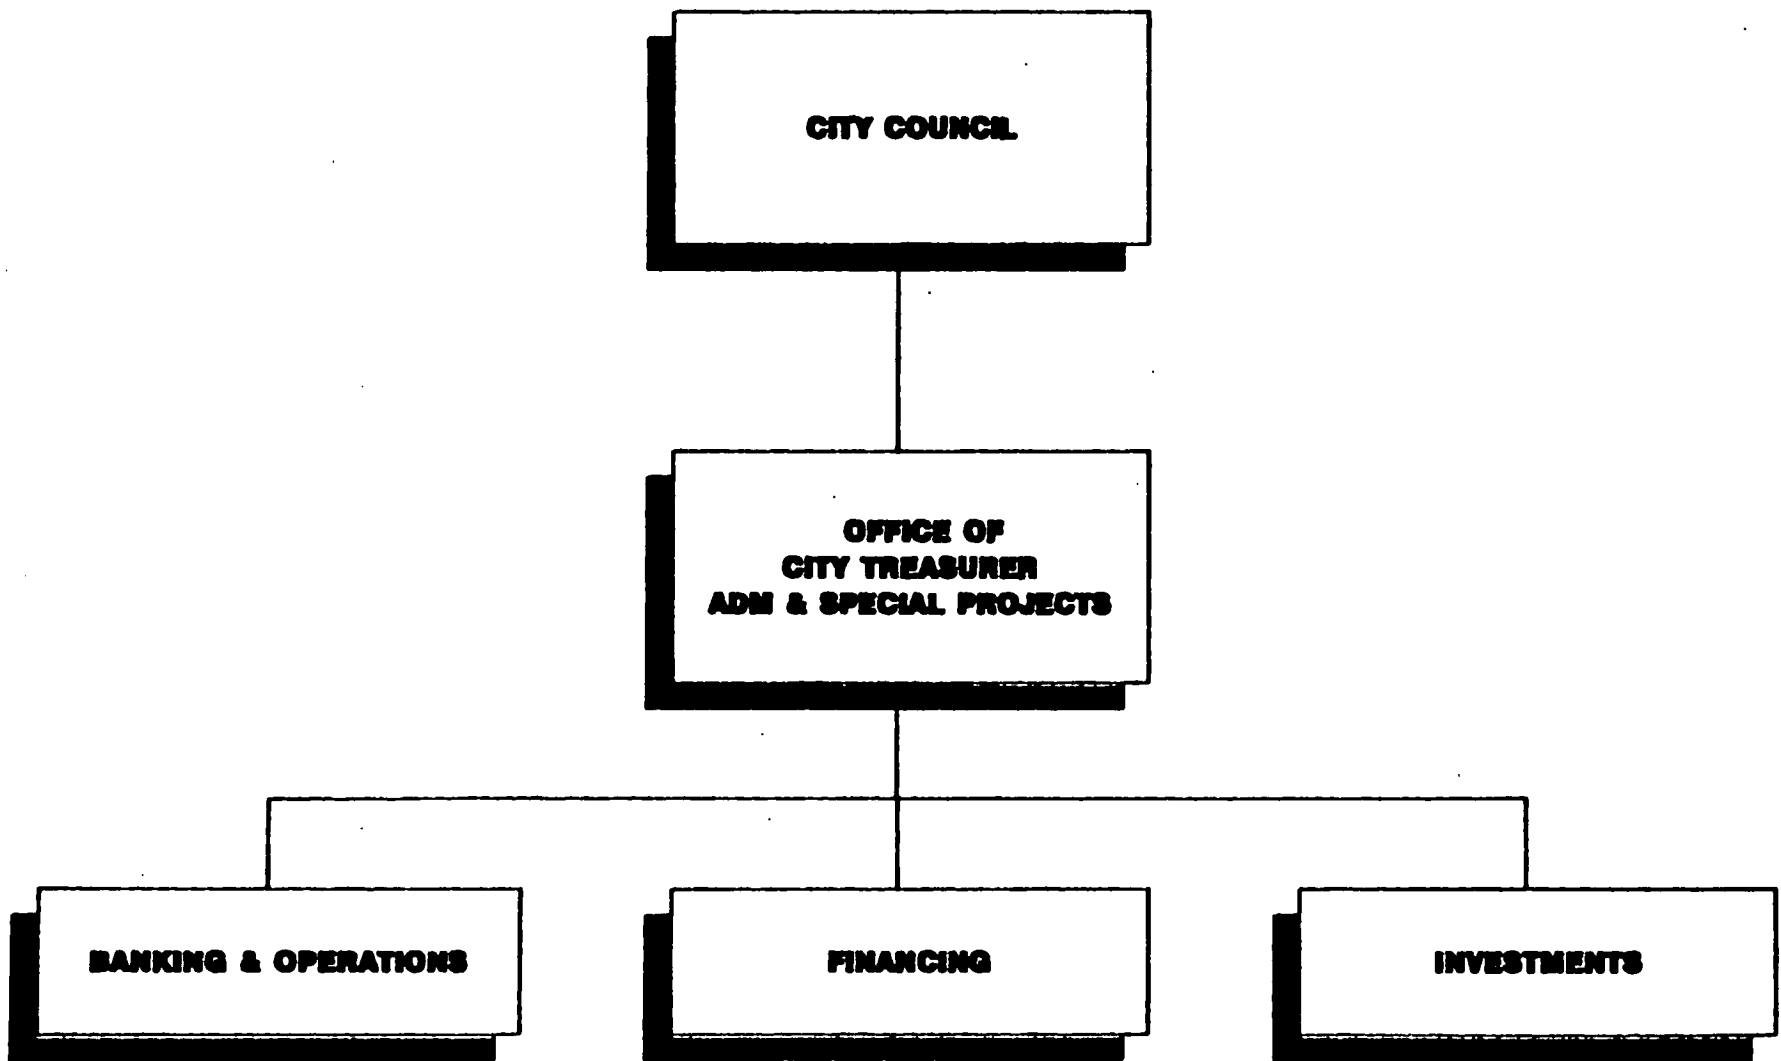 CITY COUNCIL
OFFICE OF
CITY TREASURER
ADM & SPECIAL PROJECTS
BANKING & OPERATIONS
FINANCING
INVESTMENTS